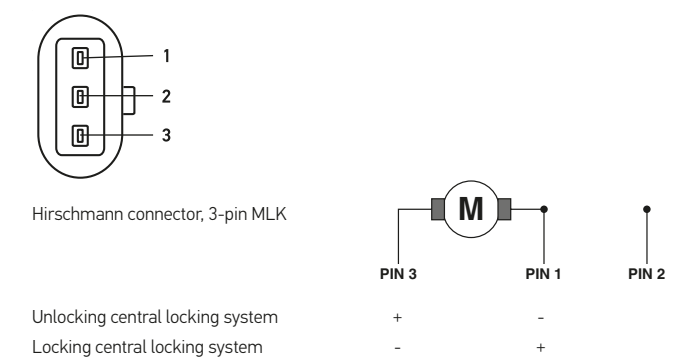 1
2
3
Hirschmann connector, 3-pin MLK
M
PIN 3 PIN 1 PIN 2
Unlocking central locking system + -
Locking central locking system - +